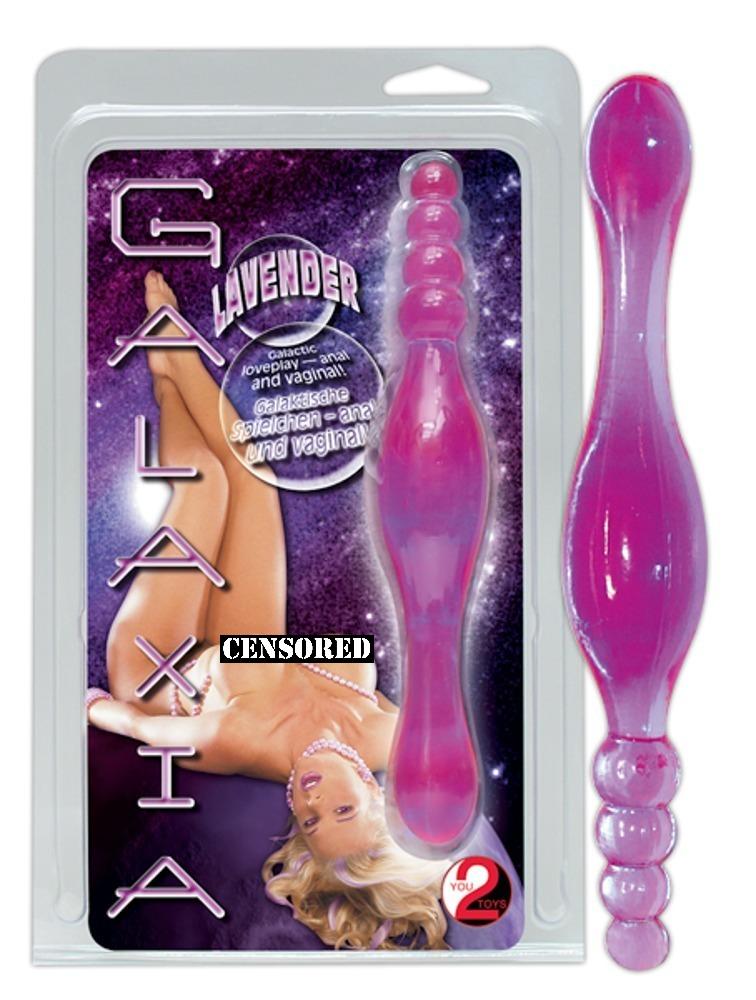 GALAXIA
LAVENDER
Galactic
loveplay – anal
and vaginal!
Galaktische
Spielchen – anal
und vaginal!
CENSORED
YOU
2
TOYS